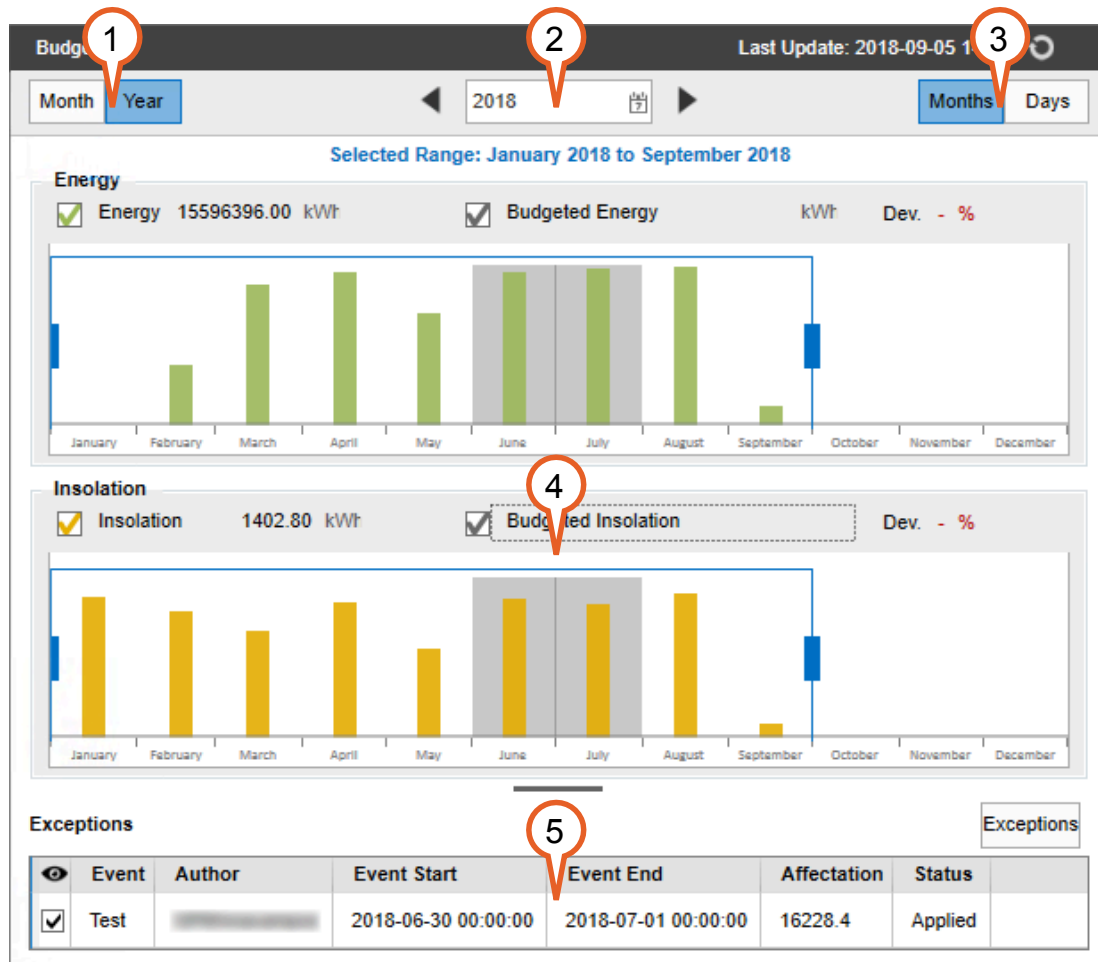 1
2
3
Budg
Last Update: 2018-09-05 1
Month Year
2018
Months Days
Selected Range: January 2018 to September 2018
Energy
Energy 15596396.00 kWh
Budgeted Energy kWh
Dev. - %
January February March April May June July August September October November December
Insolation
4
Insolation 1402.80 kWh
Budgeted Insolation
Dev. - %
January February March April May June July August September October November December
Exceptions
5
Exceptions
Event Author Event Start Event End Affectation Status
Test 2018-06-30 00:00:00 2018-07-01 00:00:00 16228.4 Applied